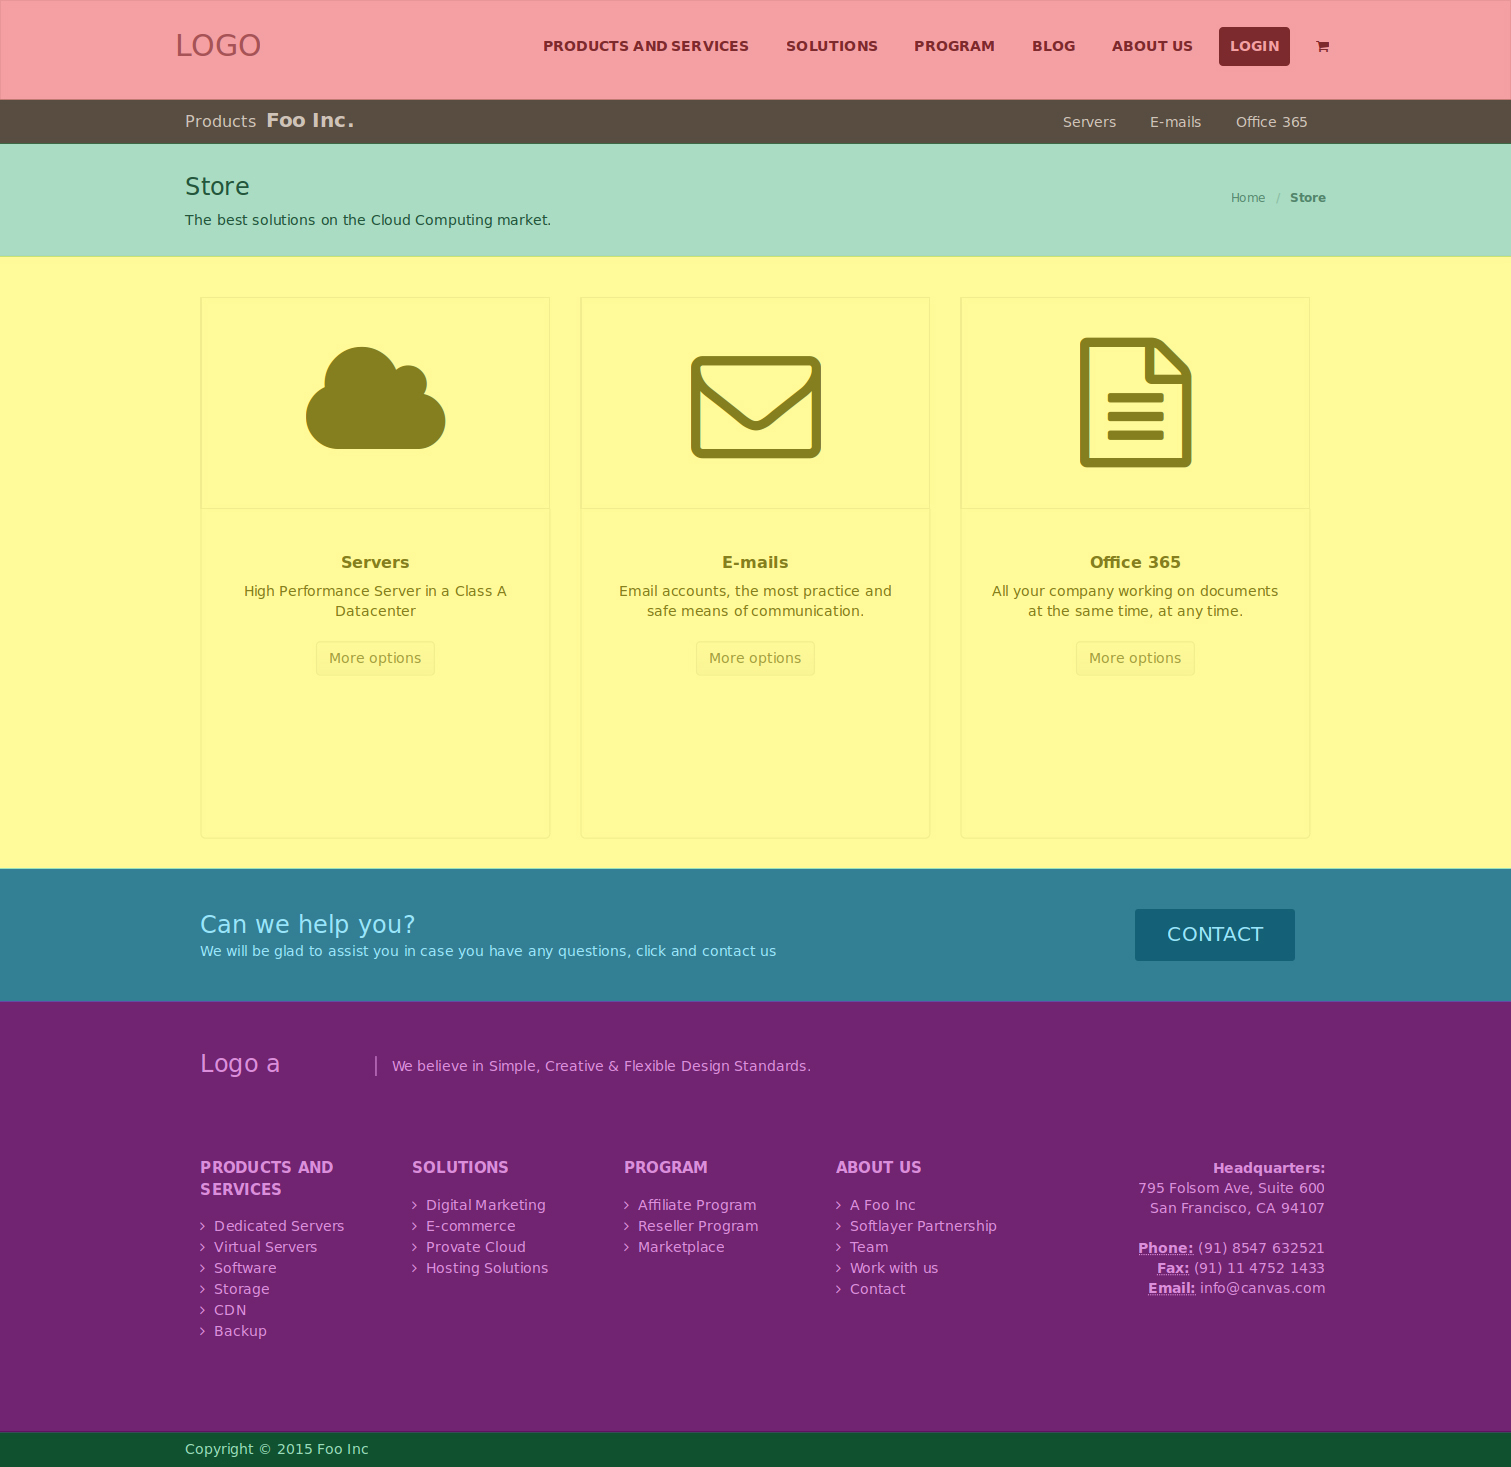 LOGO
PRODUCTS AND SERVICES SOLUTIONS PROGRAM BLOG ABOUT US LOGIN
Products Foo Inc.
Servers E-mails Office 365
Store
The best solutions on the Cloud Computing market.
Home / Store
Servers
High Performance Server in a Class A
Datacenter
More options
E-mails
Email accounts, the most practice and
safe means of communication.
More options
Office 365
All your company working on documents
at the same time, at any time.
More options
Can we help you?
We will be glad to assist you in case you have any questions, click and contact us
CONTACT
Logo a
We believe in Simple, Creative & Flexible Design Standards.
PRODUCTS AND
SERVICES
Dedicated Servers
Virtual Servers
Software
Storage
CDN
Backup
SOLUTIONS
Digital Marketing
E-commerce
Provate Cloud
Hosting Solutions
PROGRAM
Affiliate Program
Reseller Program
Marketplace
ABOUT US
A Foo Inc
Softlayer Partnership
Team
Work with us
Contact
Headquarters:
795 Folsom Ave, Suite 600
San Francisco, CA 94107
Phone: (91) 8547 632521
Fax: (91) 11 4752 1433
Email: info@canvas.com
Copyright © 2015 Foo Inc